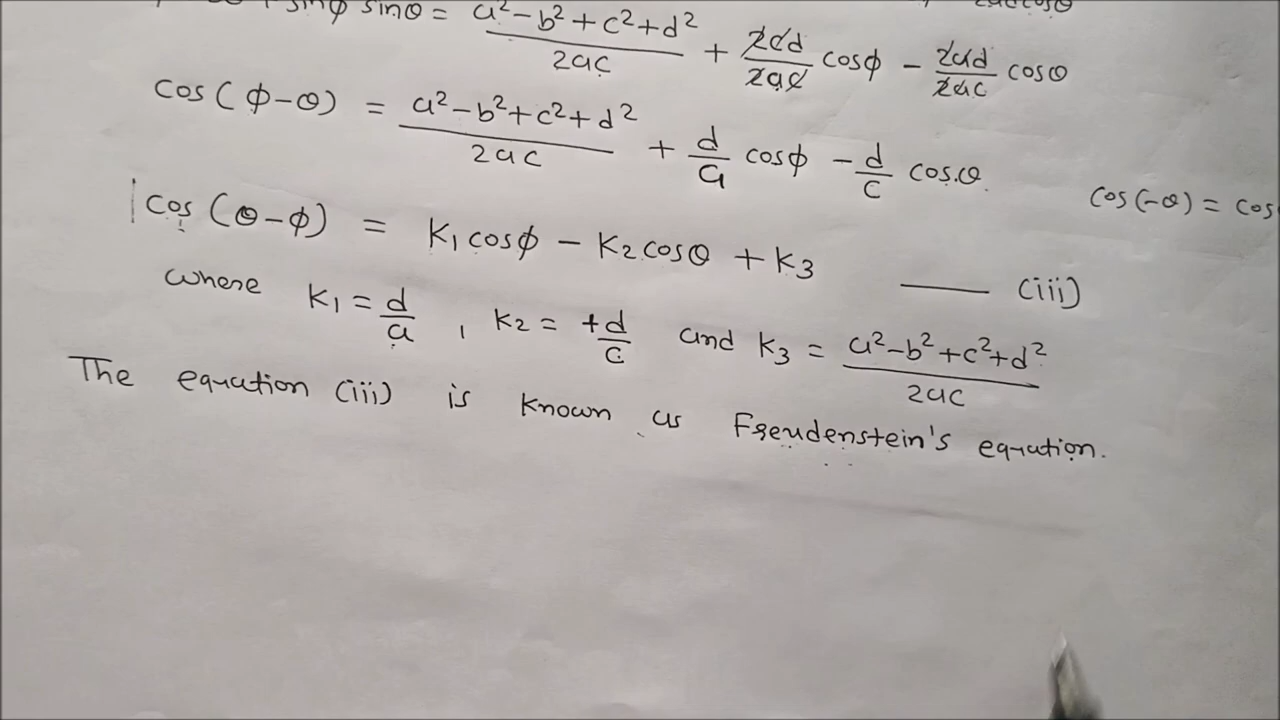 sinφ sinθ = a²-b²+c²+d²/2ac + 2cd/2ac cosφ - 2ad/2ac cosθ
cos(φ-θ) = a²-b²+c²+d²/2ac + d/a cosφ - d/c cosθ
cos(-θ) = cos
cos(θ-φ) = K₁cosφ - K₂cosθ + K₃ —— (iii)
where K₁ = d/a, K₂ = +d/c and K₃ = a²-b²+c²+d²/2ac
The equation (iii) is known as Freudenstein's equation.